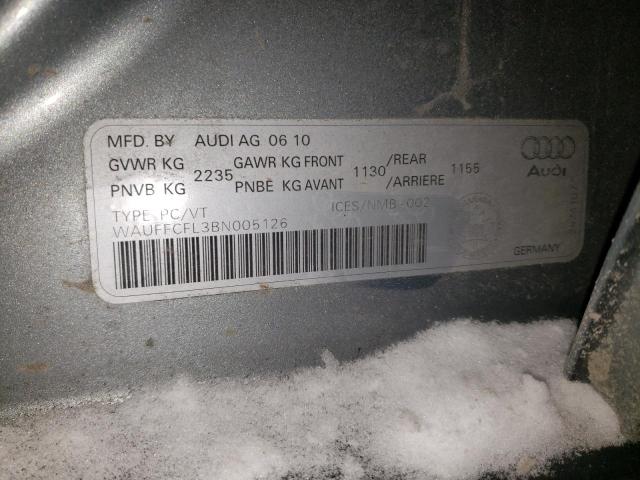 MFD. BY AUDI AG 06 10
GVWR KG 2235 GAWR KG FRONT 1130 /REAR 1155
PNVB KG PNBE KG AVANT /ARRIERE
TYPE PC/VT ICES/NMB-002
WAUFFCFL3BN005126
Audi
GERMANY